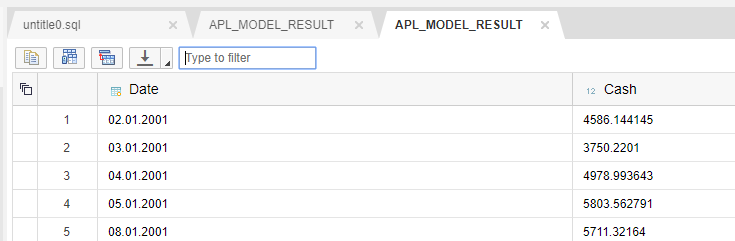 untitle0.sql APL_MODEL_RESULT APL_MODEL_RESULT
Type to filter
Date 12 Cash
1 02.01.2001 4586.144145
2 03.01.2001 3750.2201
3 04.01.2001 4978.993643
4 05.01.2001 5803.562791
5 08.01.2001 5711.32164